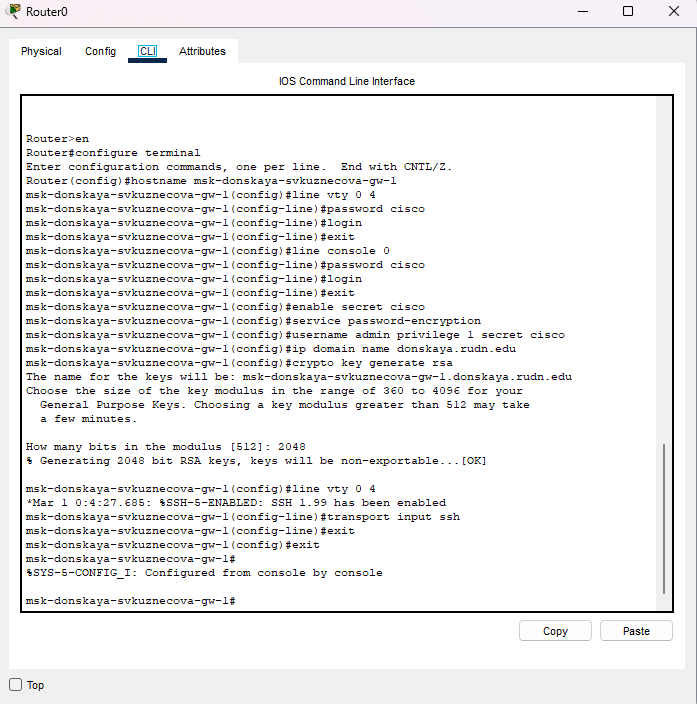 Router0
Physical Config CLI Attributes
IOS Command Line Interface
Router>en
Router#configure terminal
Enter configuration commands, one per line.  End with CNTL/Z.
Router(config)#hostname msk-donskaya-svkuznecova-gw-1
msk-donskaya-svkuznecova-gw-1(config)#line vty 0 4
msk-donskaya-svkuznecova-gw-1(config-line)#password cisco
msk-donskaya-svkuznecova-gw-1(config-line)#login
msk-donskaya-svkuznecova-gw-1(config-line)#exit
msk-donskaya-svkuznecova-gw-1(config)#line console 0
msk-donskaya-svkuznecova-gw-1(config-line)#password cisco
msk-donskaya-svkuznecova-gw-1(config-line)#login
msk-donskaya-svkuznecova-gw-1(config-line)#exit
msk-donskaya-svkuznecova-gw-1(config)#enable secret cisco
msk-donskaya-svkuznecova-gw-1(config)#service password-encryption
msk-donskaya-svkuznecova-gw-1(config)#username admin privilege 1 secret cisco
msk-donskaya-svkuznecova-gw-1(config)#ip domain name donskaya.rudn.edu
msk-donskaya-svkuznecova-gw-1(config)#crypto key generate rsa
The name for the keys will be: msk-donskaya-svkuznecova-gw-1.donskaya.rudn.edu
Choose the size of the key modulus in the range of 360 to 4096 for your
  General Purpose Keys. Choosing a key modulus greater than 512 may take
  a few minutes.
How many bits in the modulus [512]: 2048
% Generating 2048 bit RSA keys, keys will be non-exportable...[OK]
msk-donskaya-svkuznecova-gw-1(config)#line vty 0 4
*Mar 1 0:4:27.685: %SSH-5-ENABLED: SSH 1.99 has been enabled
msk-donskaya-svkuznecova-gw-1(config-line)#transport input ssh
msk-donskaya-svkuznecova-gw-1(config-line)#exit
msk-donskaya-svkuznecova-gw-1(config)#exit
msk-donskaya-svkuznecova-gw-1#
%SYS-5-CONFIG_I: Configured from console by console
msk-donskaya-svkuznecova-gw-1#
Copy Paste
Top